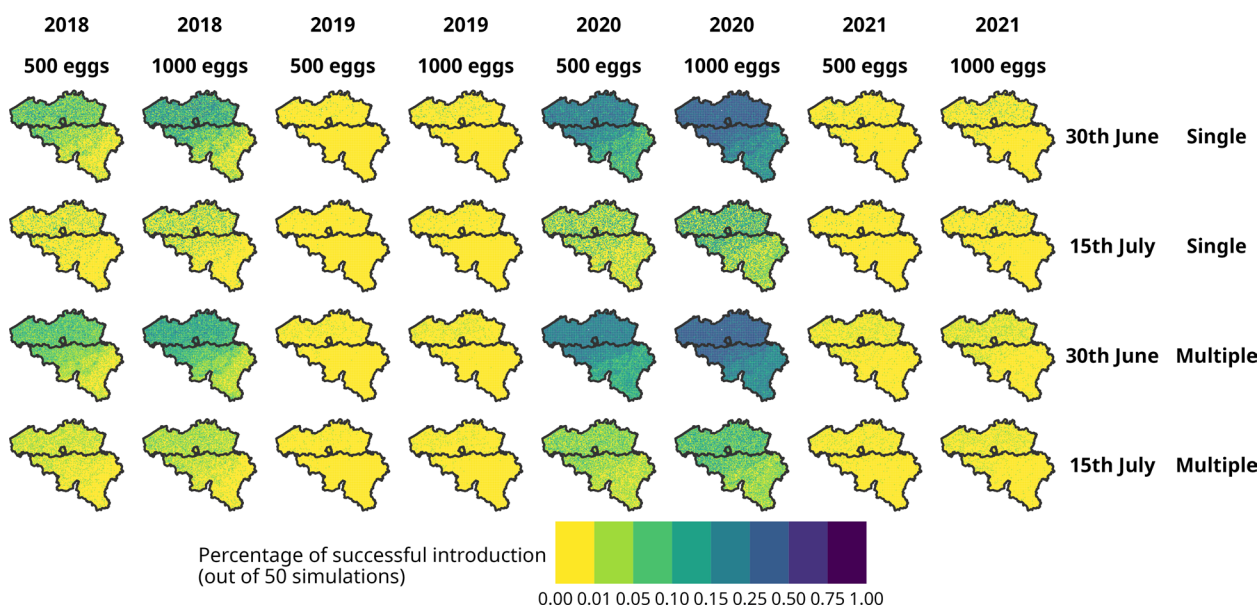 2018 2018 2019 2019 2020 2020 2021 2021
500 eggs 1000 eggs 500 eggs 1000 eggs 500 eggs 1000 eggs 500 eggs 1000 eggs
30th June Single
15th July Single
30th June Multiple
15th July Multiple
Percentage of successful introduction
(out of 50 simulations)
0.00 0.01 0.05 0.10 0.15 0.25 0.50 0.75 1.00